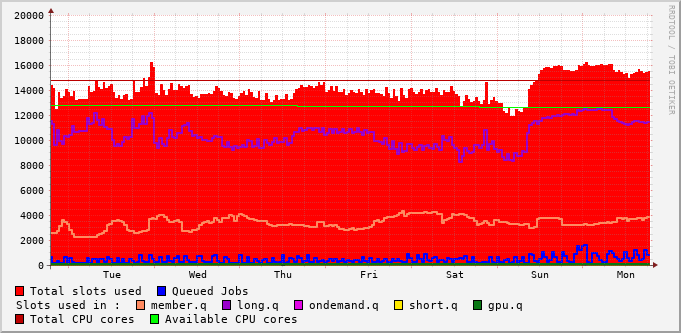 20000
18000
16000
14000
12000
10000
8000
6000
4000
2000
0
Tue Wed Thu Fri Sat Sun Mon
RRDTOOL / TOBI OETIKER
Total slots used Queued Jobs
Slots used in : member.q long.q ondemand.q short.q gpu.q
Total CPU cores Available CPU cores